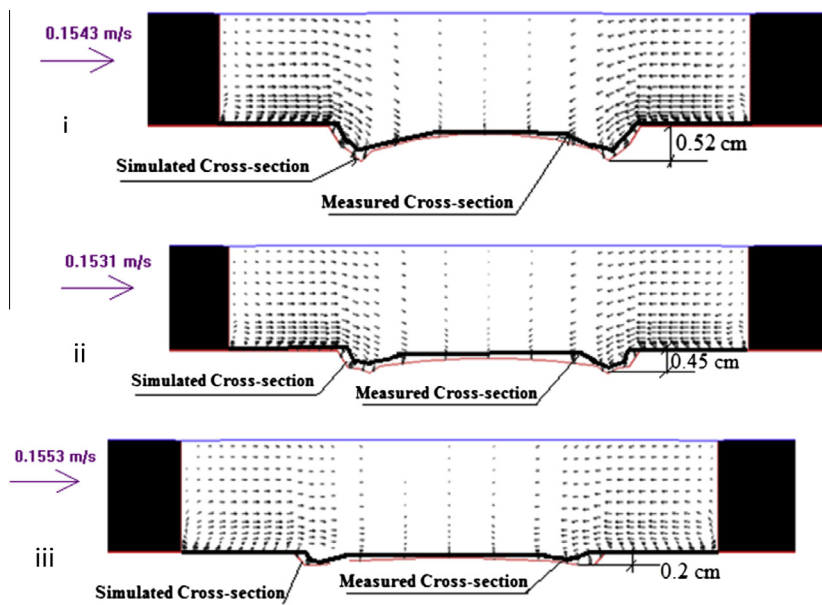 0.1543 m/s
i
0.52 cm
Simulated Cross-section
Measured Cross-section
0.1531 m/s
ii
0.45 cm
Simulated Cross-section
Measured Cross-section
0.1553 m/s
iii
0.2 cm
Simulated Cross-section
Measured Cross-section